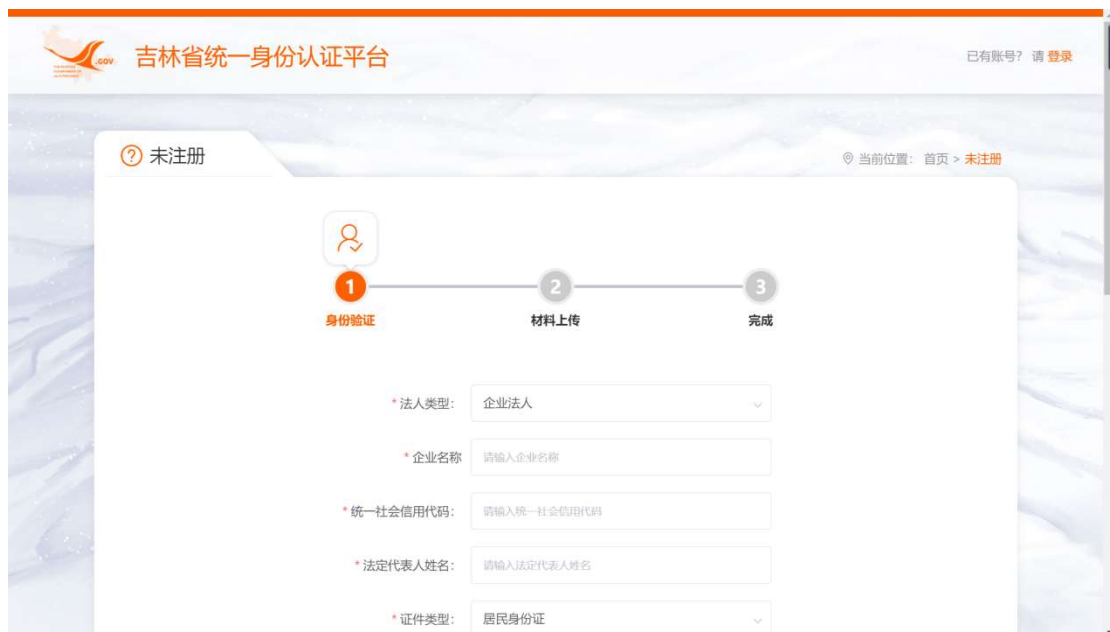 .GOV
吉林省统一身份认证平台
已有账号？ 请 登录
未注册
当前位置： 首页 > 未注册
1
2
3
身份验证
材料上传
完成
* 法人类型： 企业法人
* 企业名称 请输入企业名称
* 统一社会信用代码： 请输入统一社会信用代码
* 法定代表人姓名： 请输入法定代表人姓名
* 证件类型： 居民身份证